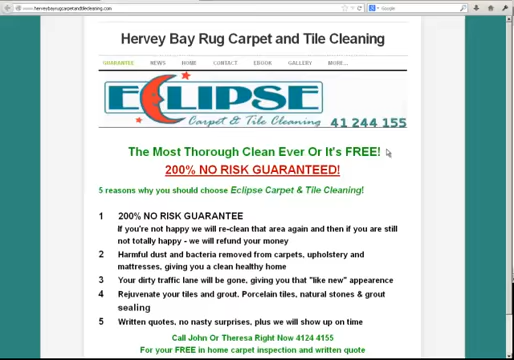 www.herveybayrugcarpetandtilecleaning.com
Google
Hervey Bay Rug Carpet and Tile Cleaning
GUARANTEE NEWS HOME CONTACT EBOOK GALLERY MORE...
ECLIPSE
Carpet & Tile Cleaning 41 244 155
The Most Thorough Clean Ever Or It's FREE!
200% NO RISK GUARANTEED!
5 reasons why you should choose Eclipse Carpet & Tile Cleaning!
1 200% NO RISK GUARANTEE
If you're not happy we will re-clean that area again and then if you are still
not totally happy - we will refund your money
2 Harmful dust and bacteria removed from carpets, upholstery and
mattresses, giving you a clean healthy home
3 Your dirty traffic lane will be gone, giving you that "like new" appearence
4 Rejuvenate your tiles and grout. Porcelain tiles, natural stones & grout
sealing
5 Written quotes, no nasty surprises, plus we will show up on time
Call John Or Theresa Right Now 4124 4155
For your FREE in home carpet inspection and written quote